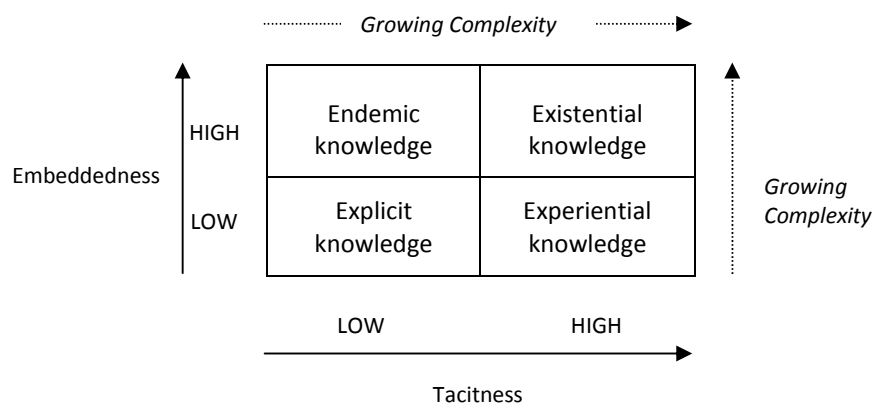 Growing Complexity
HIGH
Endemic
knowledge
Existential
knowledge
Embeddedness
LOW
Explicit
knowledge
Experiential
knowledge
Growing
Complexity
LOW
HIGH
Tacitness